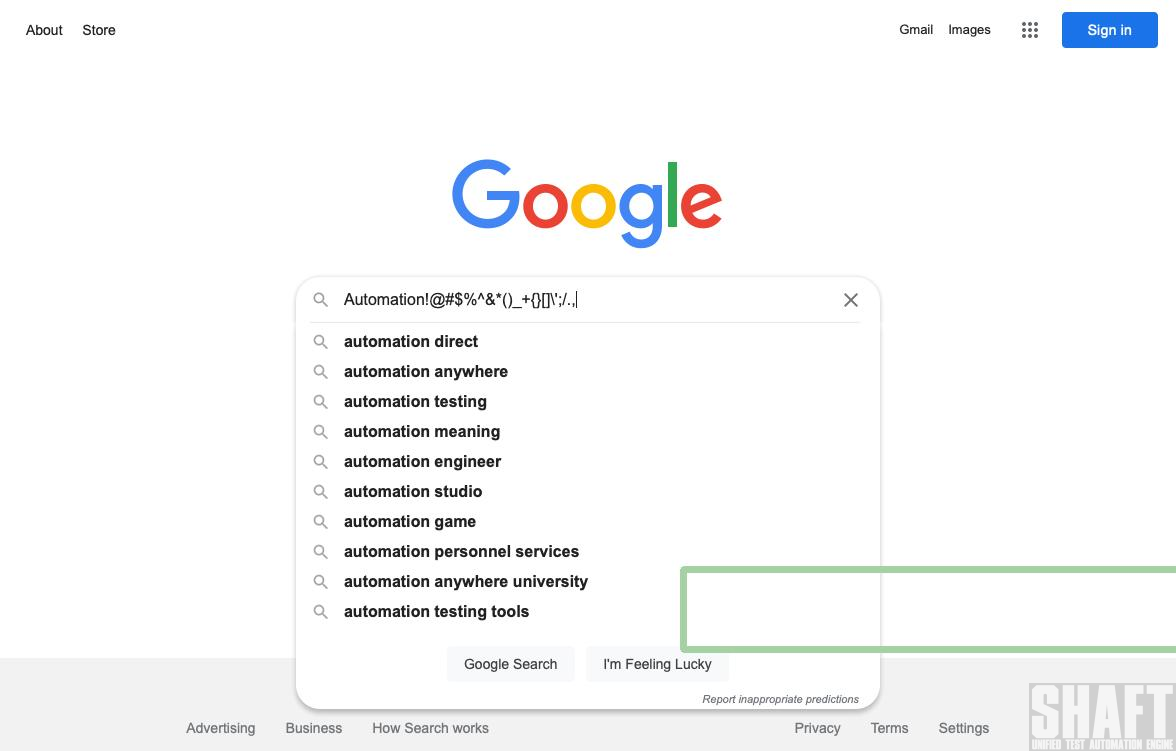 About Store Gmail Images Sign in
Google
Automation!@#$%^&*()_+{}[]\';/.,
automation direct
automation anywhere
automation testing
automation meaning
automation engineer
automation studio
automation game
automation personnel services
automation anywhere university
automation testing tools
Google Search I'm Feeling Lucky
Report inappropriate predictions
Advertising Business How Search works Privacy Terms Settings
SHAFT
UNIFIED TEST AUTOMATION ENGINE